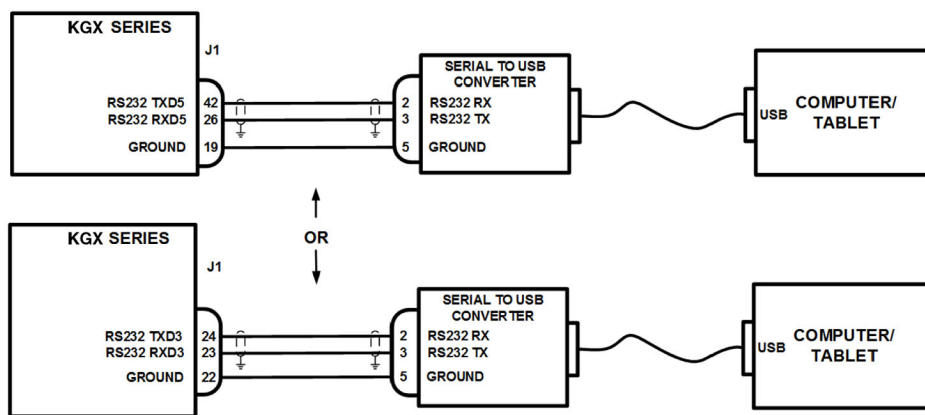 KGX SERIES
J1
SERIAL TO USB
CONVERTER
RS232 TXD5 42 2 RS232 RX
RS232 RXD5 26 3 RS232 TX
GROUND 19 5 GROUND
USB
COMPUTER/
TABLET
OR
KGX SERIES
J1
SERIAL TO USB
CONVERTER
RS232 TXD3 24 2 RS232 RX
RS232 RXD3 23 3 RS232 TX
GROUND 22 5 GROUND
USB
COMPUTER/
TABLET